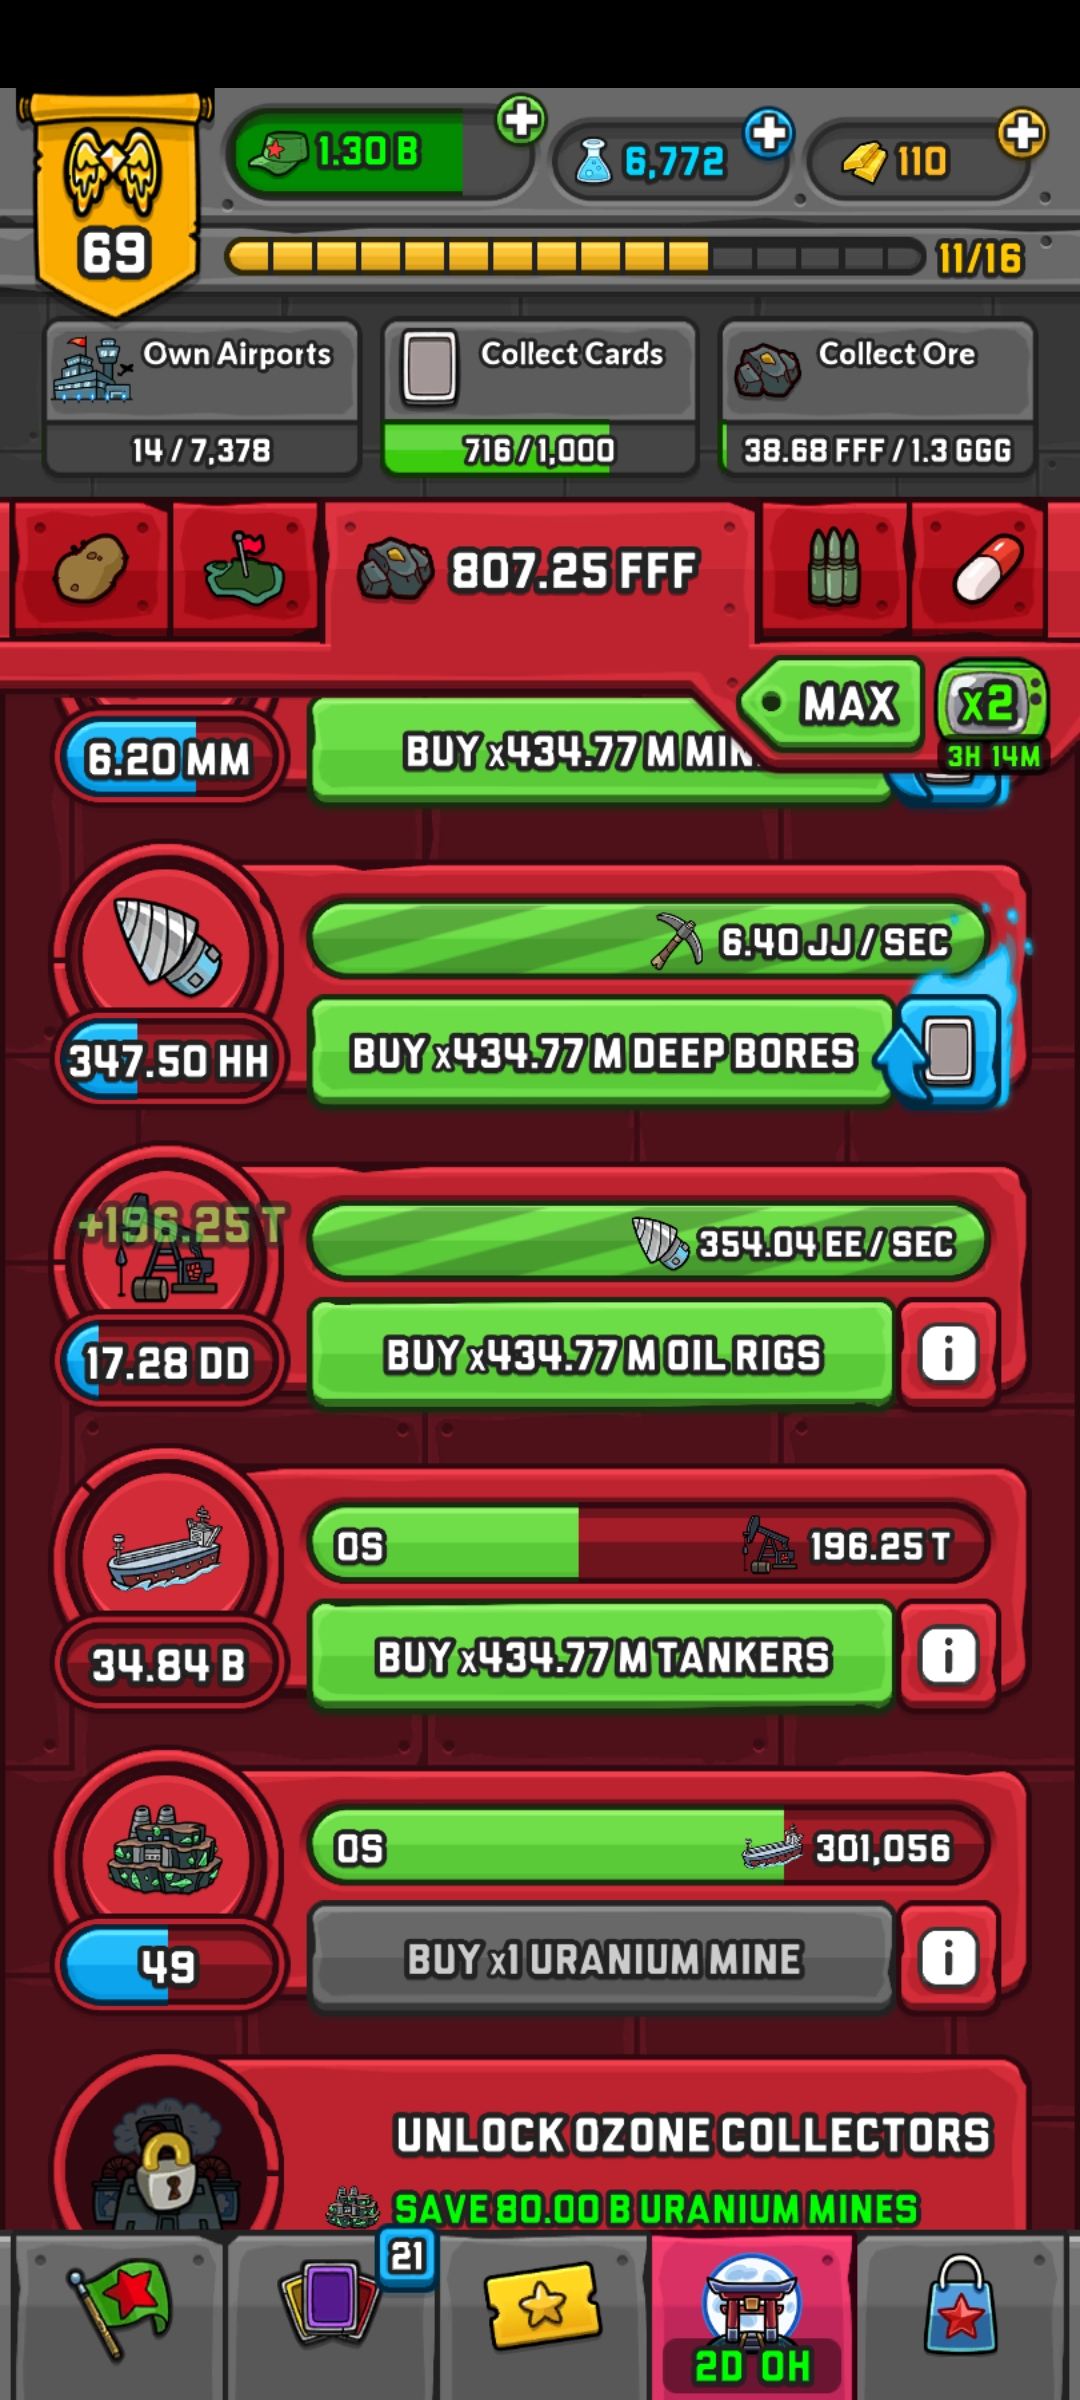 1.30 B
6,772
110
69
11/16
Own Airports
14 / 7,378
Collect Cards
716 / 1,000
Collect Ore
38.68 FFF / 1.3 GGG
807.25 FFF
MAX
x2
3H 14M
6.20 MM
BUY x434.77 M MIN
6.40 JJ / SEC
347.50 HH
BUY x434.77 M DEEP BORES
+196.25 T
354.04 EE / SEC
17.28 DD
BUY x434.77 M OIL RIGS
i
0S
196.25 T
34.84 B
BUY x434.77 M TANKERS
i
0S
301,056
49
BUY x1 URANIUM MINE
i
UNLOCK OZONE COLLECTORS
SAVE 80.00 B URANIUM MINES
21
2D 0H